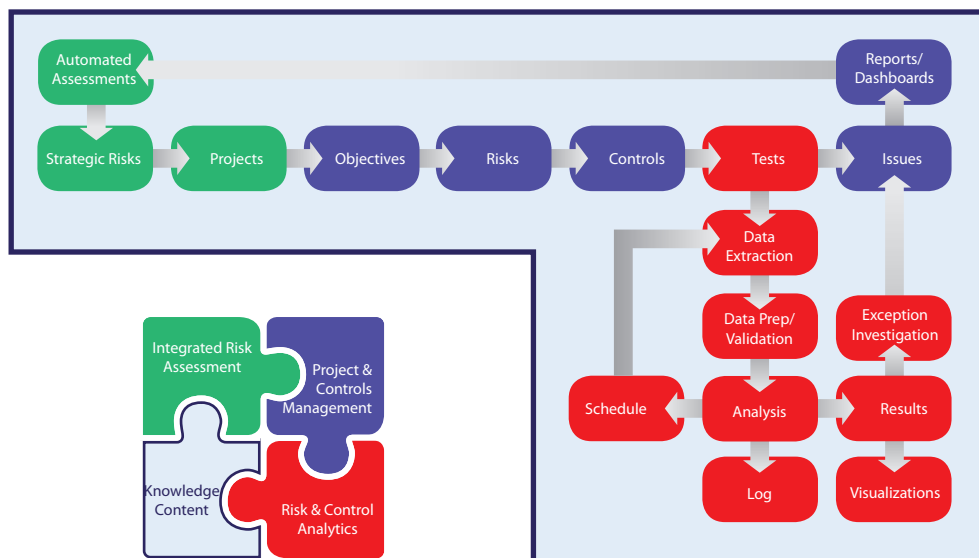 Automated
Assessments
Reports/
Dashboards
Strategic Risks
Projects
Objectives
Risks
Controls
Tests
Issues
Data
Extraction
Data Prep/
Validation
Exception
Investigation
Schedule
Analysis
Results
Log
Visualizations
Integrated Risk
Assessment
Project &
Controls
Management
Knowledge
Content
Risk & Control
Analytics